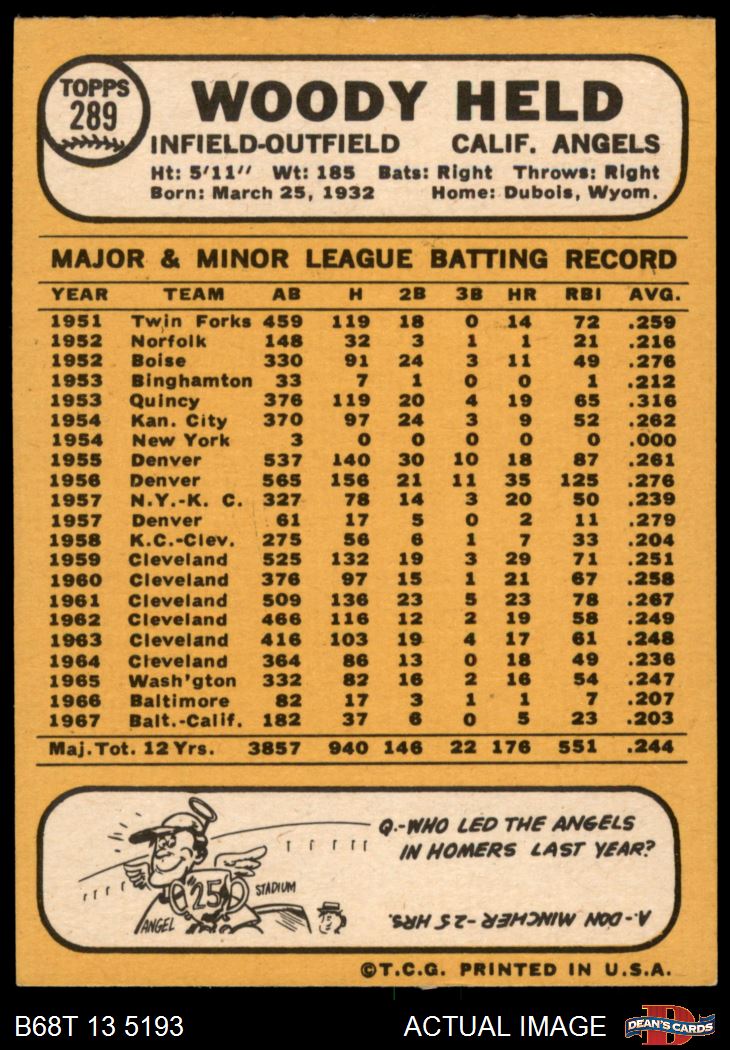 TOPPS
289
WOODY HELD
INFIELD-OUTFIELD CALIF. ANGELS
Ht: 5'11" Wt: 185 Bats: Right Throws: Right
Born: March 25, 1932 Home: Dubois, Wyom.
MAJOR & MINOR LEAGUE BATTING RECORD
YEAR TEAM AB H 2B 3B HR RBI AVG.
1951 Twin Forks 459 119 18 0 14 72 .259
1952 Norfolk 148 32 3 1 1 21 .216
1952 Boise 330 91 24 3 11 49 .276
1953 Binghamton 33 7 1 0 0 1 .212
1953 Quincy 376 119 20 4 19 65 .316
1954 Kan. City 370 97 24 3 9 52 .262
1954 New York 3 0 0 0 0 0 .000
1955 Denver 537 140 30 10 18 87 .261
1956 Denver 565 156 21 11 35 125 .276
1957 N.Y.-K. C. 327 78 14 3 20 50 .239
1957 Denver 61 17 5 0 2 11 .279
1958 K.C.-Clev. 275 56 6 1 7 33 .204
1959 Cleveland 525 132 19 3 29 71 .251
1960 Cleveland 376 97 15 1 21 67 .258
1961 Cleveland 509 136 23 5 23 78 .267
1962 Cleveland 466 116 12 2 19 58 .249
1963 Cleveland 416 103 19 4 17 61 .248
1964 Cleveland 364 86 13 0 18 49 .236
1965 Wash'gton 332 82 16 2 16 54 .247
1966 Baltimore 82 17 3 1 1 7 .207
1967 Balt.-Calif. 182 37 6 0 5 23 .203
Maj. Tot. 12 Yrs. 3857 940 146 22 176 551 .244
Q.-WHO LED THE ANGELS
IN HOMERS LAST YEAR?
25
STADIUM
ANGEL
A.-DON MINCHER-25 HRS.
©T.C.G. PRINTED IN U.S.A.
B68T 13 5193 ACTUAL IMAGE
D
DEAN'S CARDS